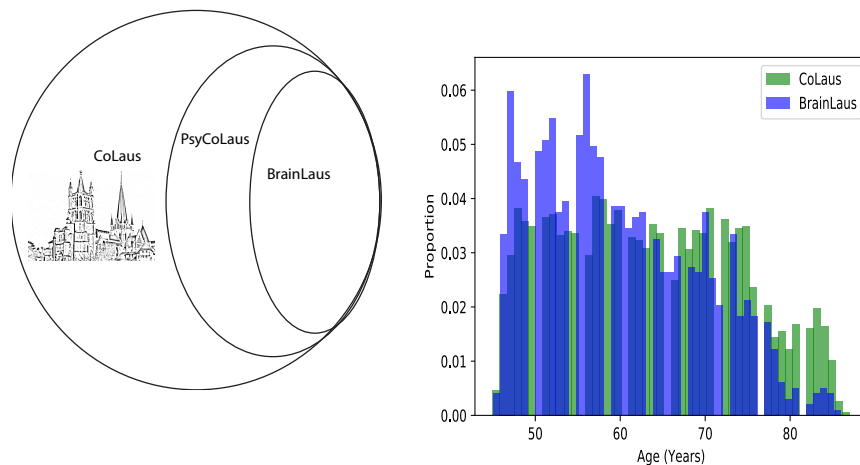 CoLaus
PsyCoLaus
BrainLaus
CoLaus
BrainLaus
Proportion
0.06
0.05
0.04
0.03
0.02
0.01
0.00
50 60 70 80
Age (Years)